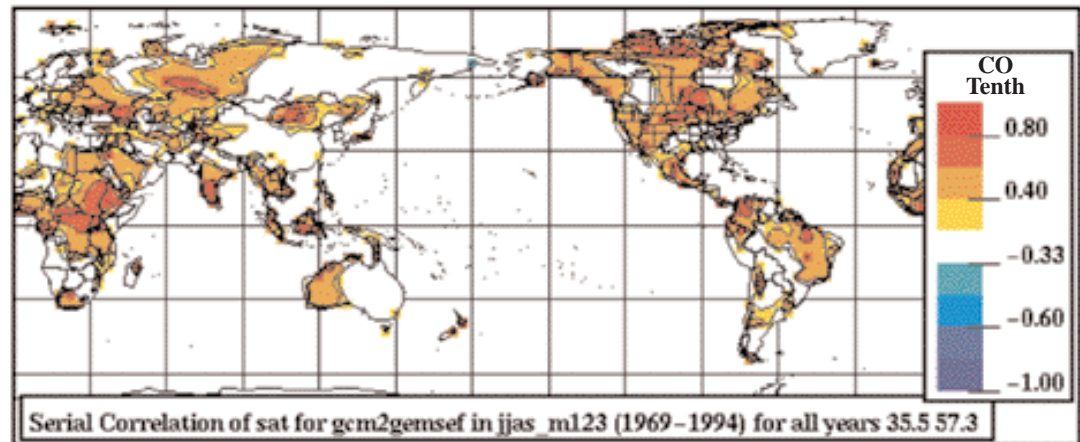 CO
Tenth
0.80
0.40
−0.33
−0.60
−1.00
Serial Correlation of sat for gcm2gemsef in jjas_m123 (1969−1994) for all years 35.5 57.3